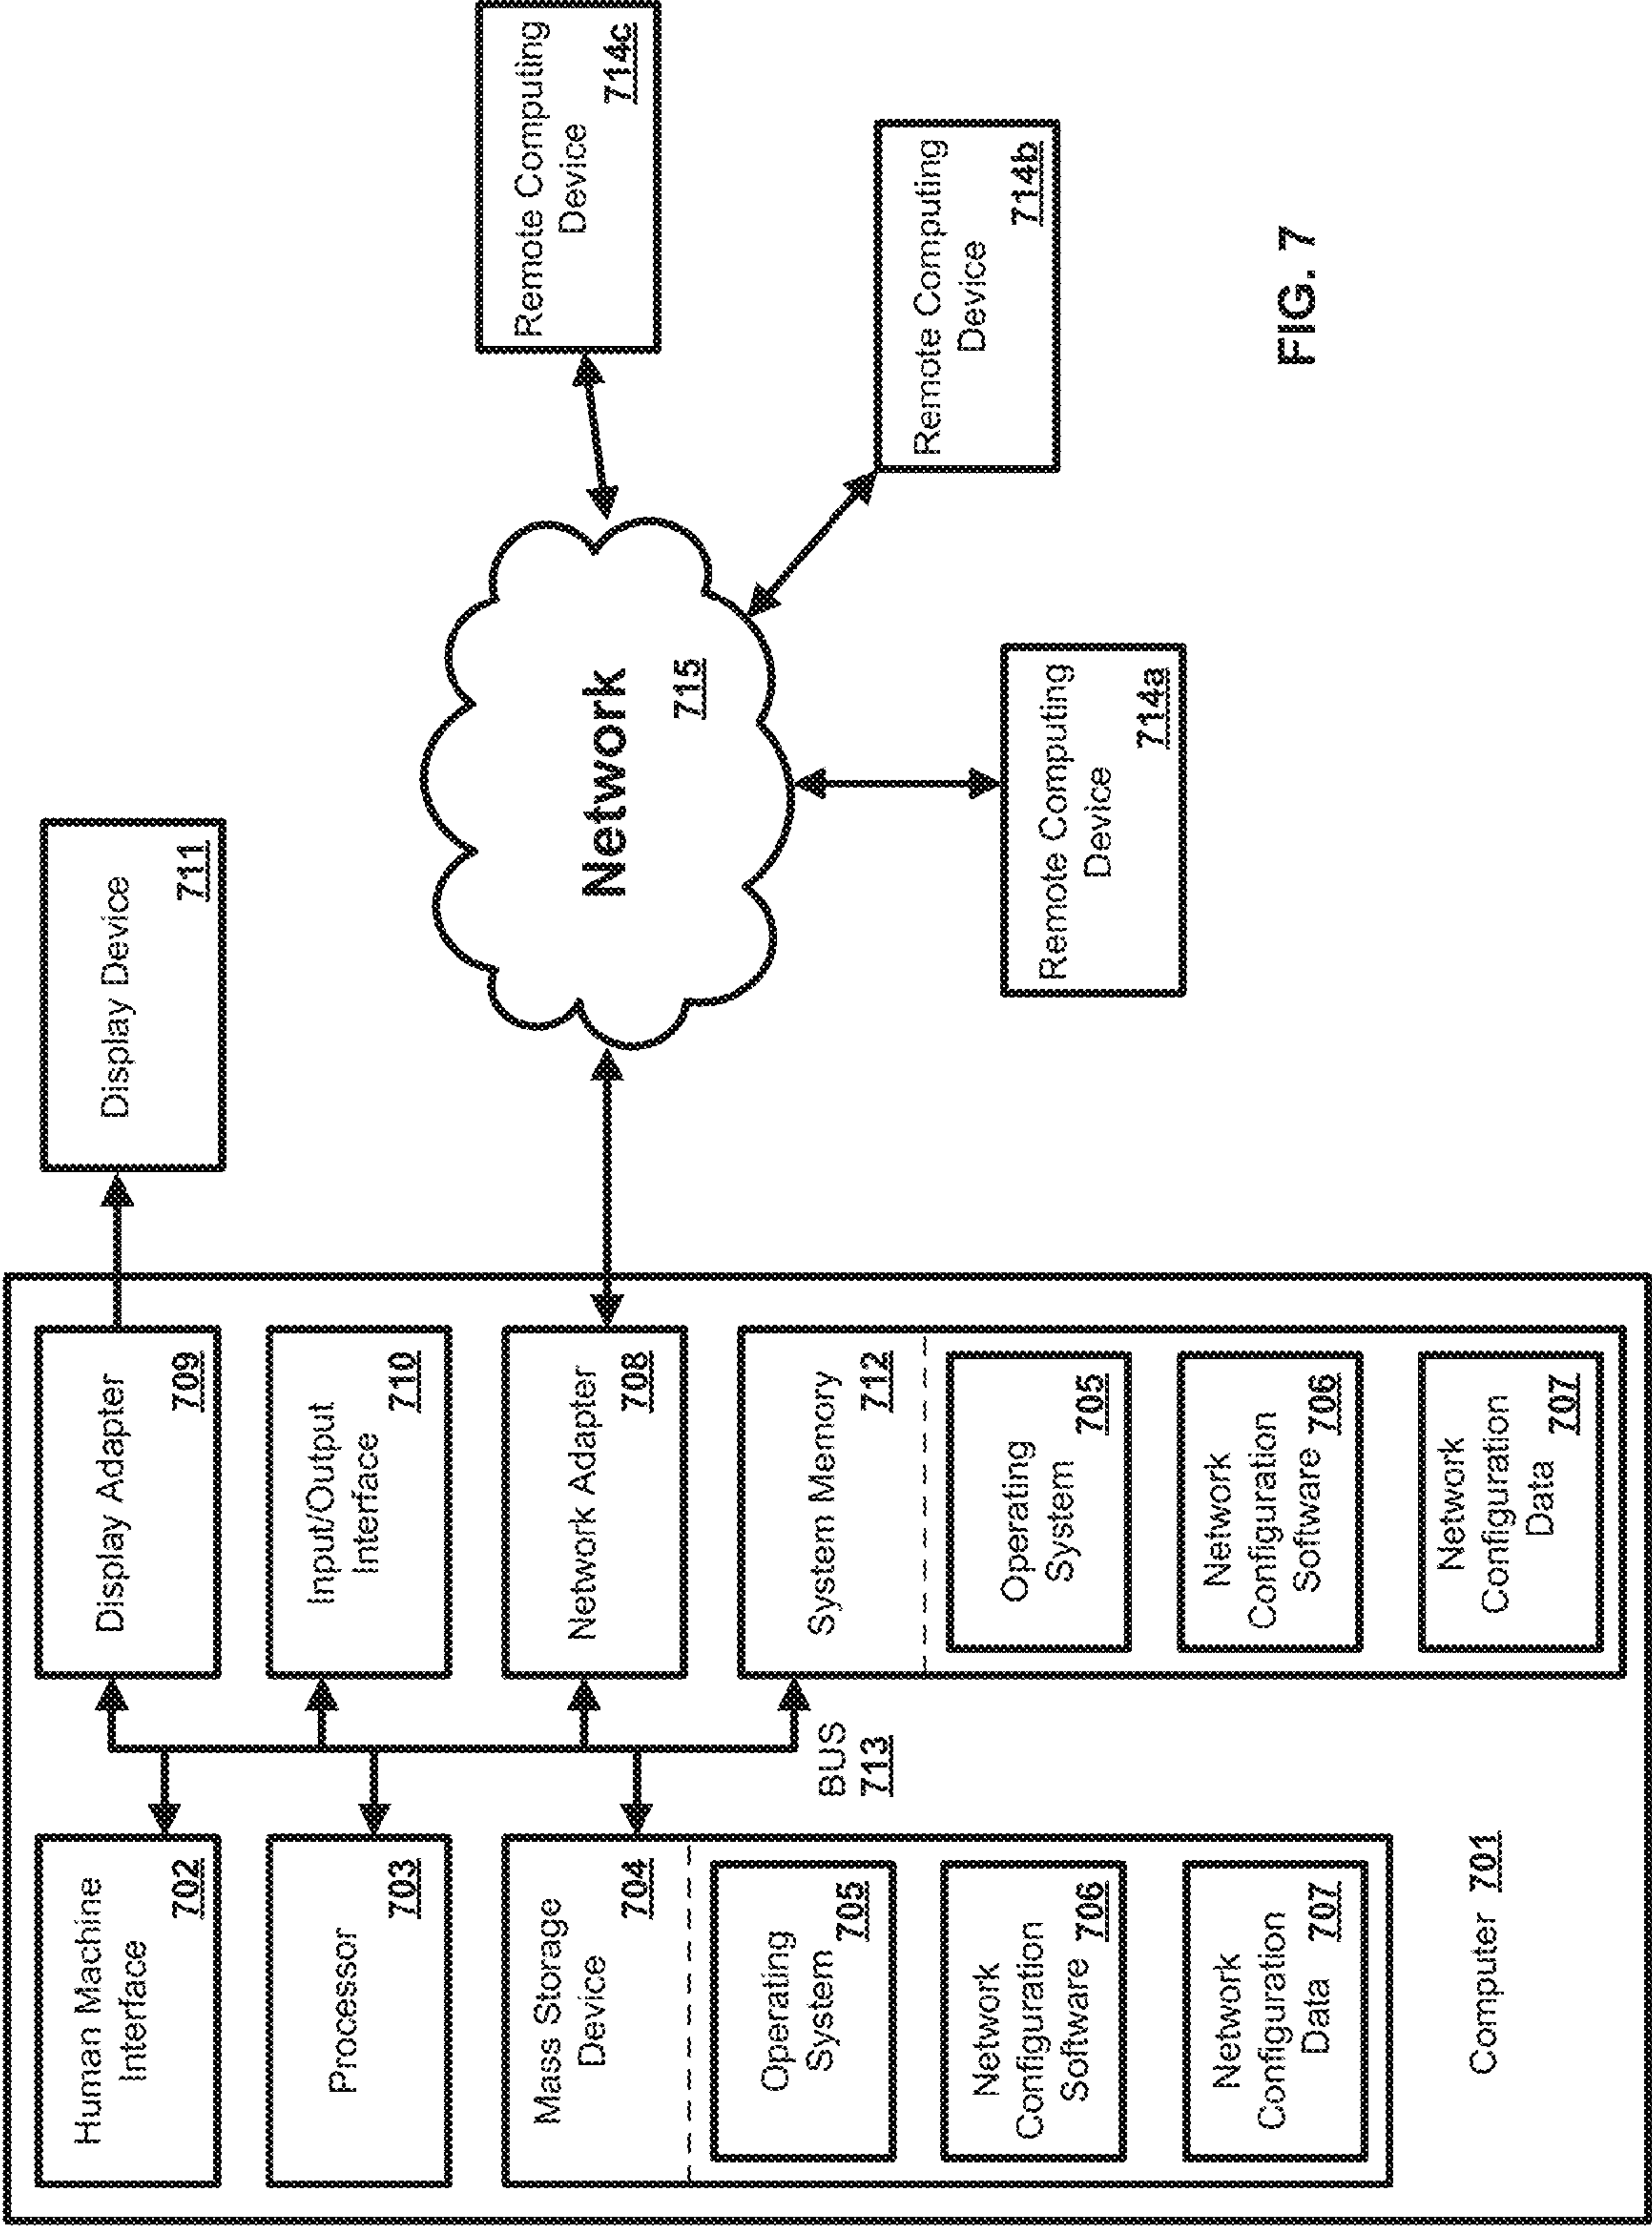 Human Machine
Interface
702
Processor
703
Mass Storage
Device
704
Operating
System
705
Network
Configuration
Software 706
Network
Configuration
Data 707
Computer 701
BUS
713
Display Adapter
709
Input/Output
Interface
710
Network Adapter
708
System Memory
712
Operating
System
705
Network
Configuration
Software 706
Network
Configuration
Data 707
Display Device
711
Network
715
Remote Computing
Device
714a
Remote Computing
Device
714b
Remote Computing
Device
714c
FIG. 7